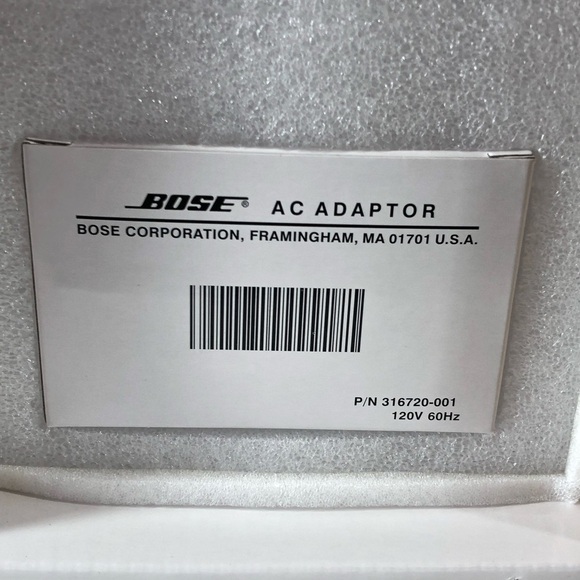 BOSE® AC ADAPTOR
BOSE CORPORATION, FRAMINGHAM, MA 01701 U.S.A.
P/N 316720-001
120V 60Hz